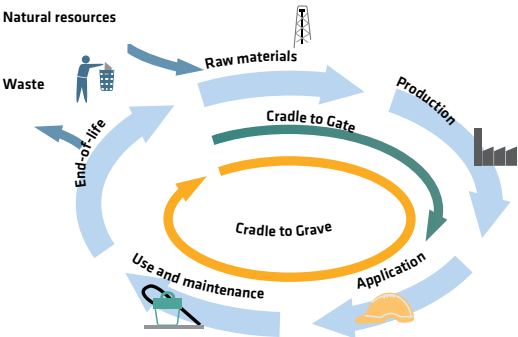 Natural resources
Raw materials
Waste
Production
Cradle to Gate
End-of-life
Cradle to Grave
Use and maintenance
Application